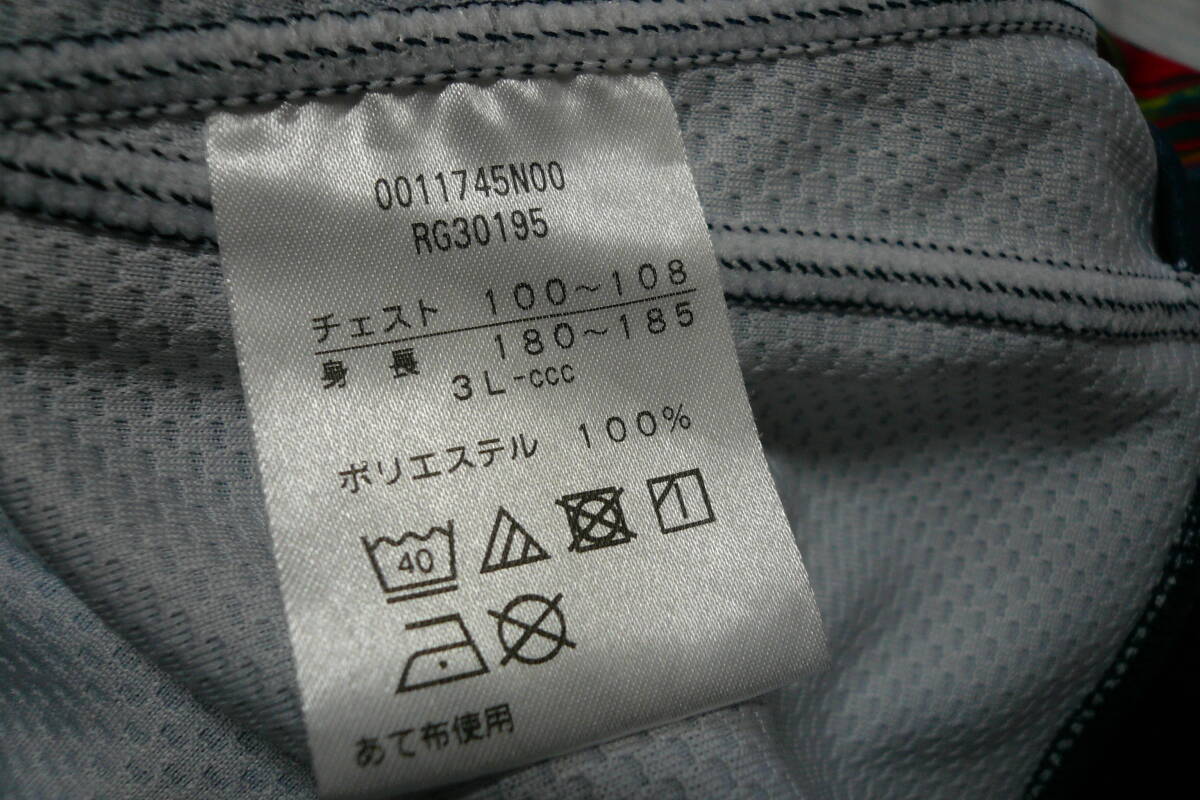 0011745N00
RG30195
チェスト 100～108
身長 180～185
3L-ccc
ポリエステル 100%
40
あて布使用